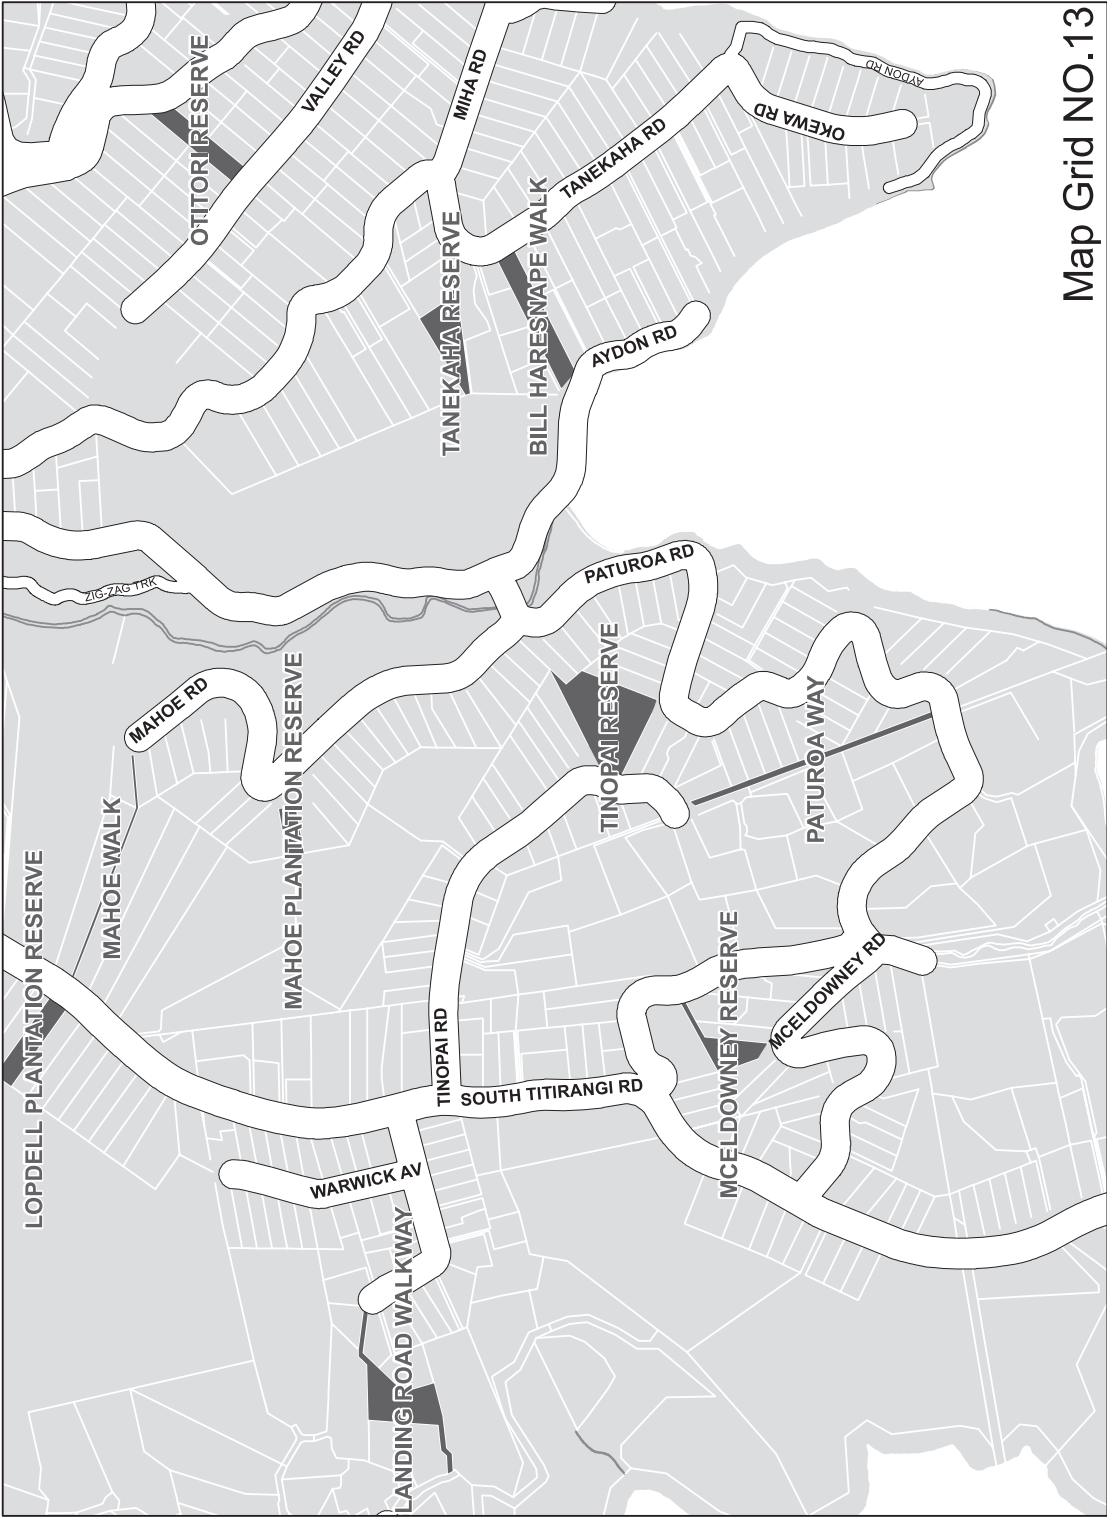 Map Grid NO.13
OTITORI RESERVE
VALLEY RD
MIHA RD
AYDON RD
OKEWA RD
TANEKAHA RD
BILL HARESNAPE WALK
TANEKAHA RESERVE
AYDON RD
ZIG-ZAG TRK
PATUROA RD
MAHOE RD
MAHOE PLANTATION RESERVE
TINOPAI RESERVE
PATUROA WAY
MAHOE WALK
LOPDELL PLANTATION RESERVE
MCELDOWNEY RESERVE
MCELDOWNEY RD
TINOPAI RD
SOUTH TITIRANGI RD
WARWICK AV
LANDING ROAD WALKWAY